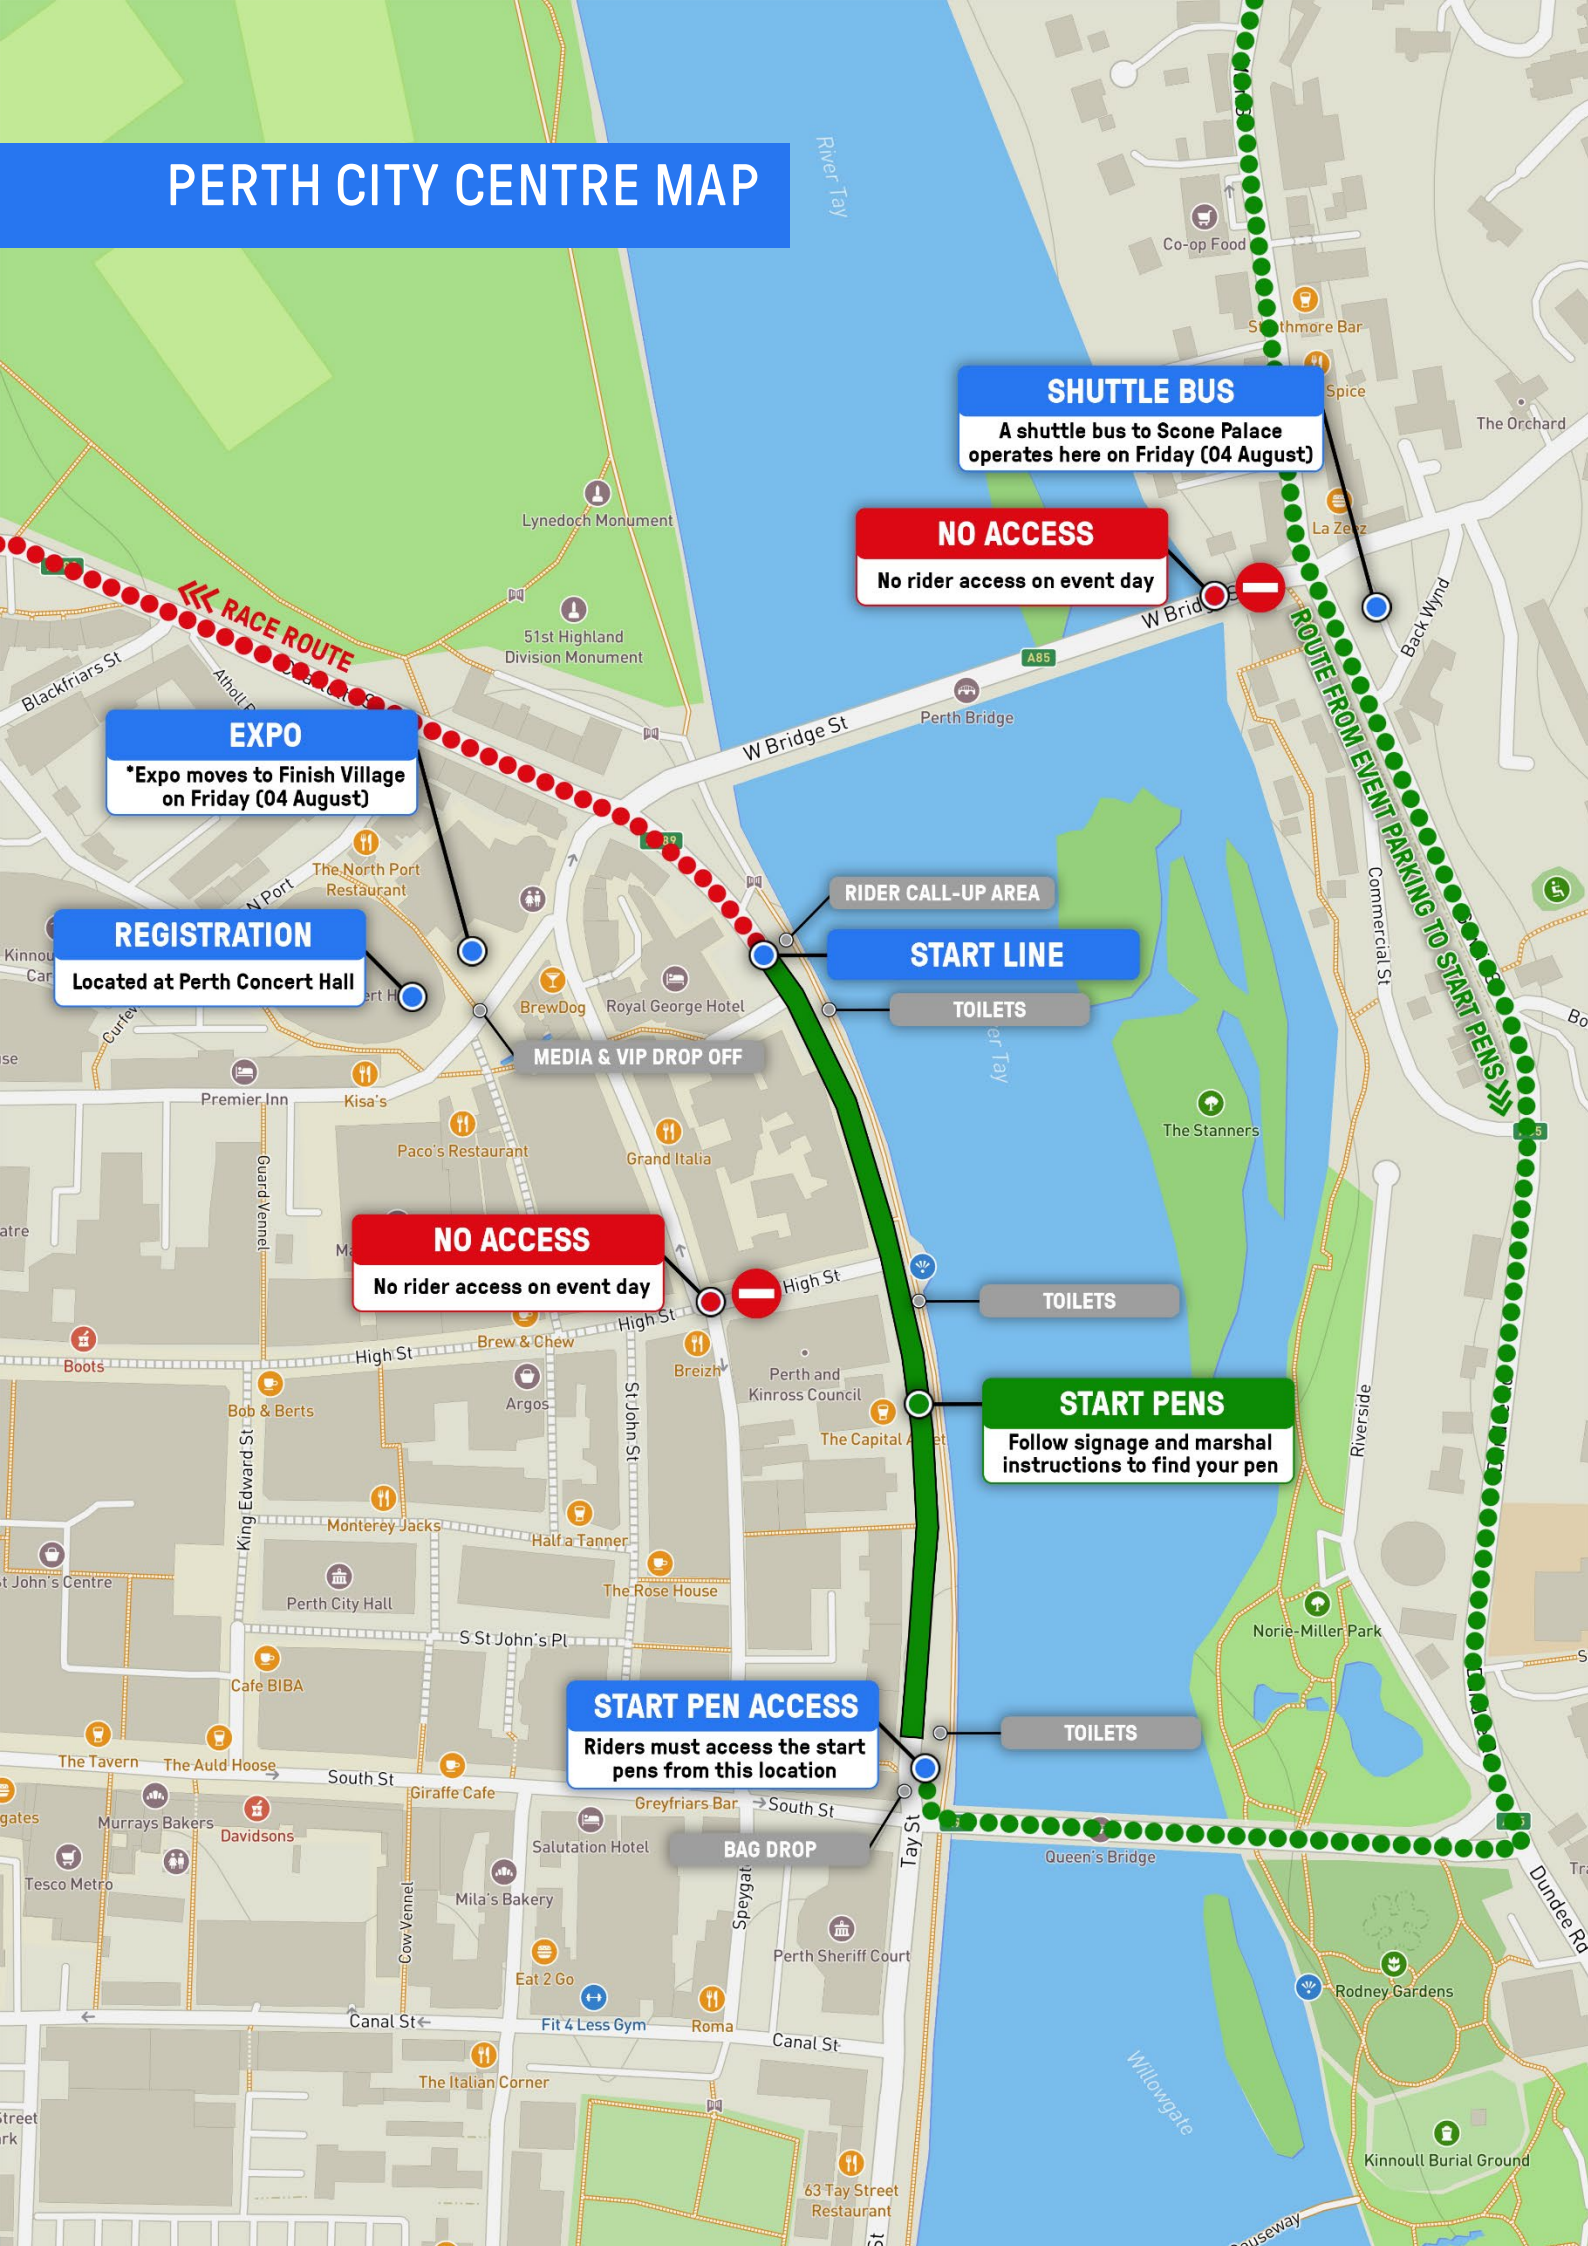 PERTH CITY CENTRE MAP
River Tay
Co-op Food
Strathmore Bar
Spice
The Orchard
SHUTTLE BUS
A shuttle bus to Scone Palace
operates here on Friday (04 August)
La Zeez
Lynedoch Monument
NO ACCESS
No rider access on event day
W Bridge St
Back Wynd
RACE ROUTE
51st Highland
Division Monument
A85
Perth Bridge
W Bridge St
Blackfriars St
Atholl
ROUTE FROM EVENT PARKING TO START PENS
EXPO
*Expo moves to Finish Village
on Friday (04 August)
The North Port
Restaurant
N Port
RIDER CALL-UP AREA
Commercial St
REGISTRATION
Located at Perth Concert Hall
START LINE
BrewDog
Royal George Hotel
TOILETS
MEDIA & VIP DROP OFF
Premier Inn
Kisa's
Paco's Restaurant
Grand Italia
The Stanners
Guard Vennel
NO ACCESS
No rider access on event day
High St
TOILETS
High St
Brew & Chew
High St
Boots
Breizh
Perth and
Kinross Council
Argos
Bob & Berts
St John St
START PENS
Follow signage and marshal
instructions to find your pen
The Capital Asset
Riverside
King Edward St
Monterey Jacks
Half a Tanner
St John's Centre
The Rose House
Perth City Hall
Norie-Miller Park
S St John's Pl
Cafe BIBA
START PEN ACCESS
Riders must access the start
pens from this location
TOILETS
The Tavern
The Auld Hoose
South St
Giraffe Cafe
Greyfriars Bar
South St
Murrays Bakers
Davidsons
Salutation Hotel
BAG DROP
Tay St
Queen's Bridge
Tesco Metro
Mila's Bakery
Cow Vennel
Speygate
Dundee Rd
Perth Sheriff Court
Eat 2 Go
Rodney Gardens
Fit 4 Less Gym
Roma
Canal St
Canal St
The Italian Corner
Willowgate
Kinnoull Burial Ground
63 Tay Street
Restaurant